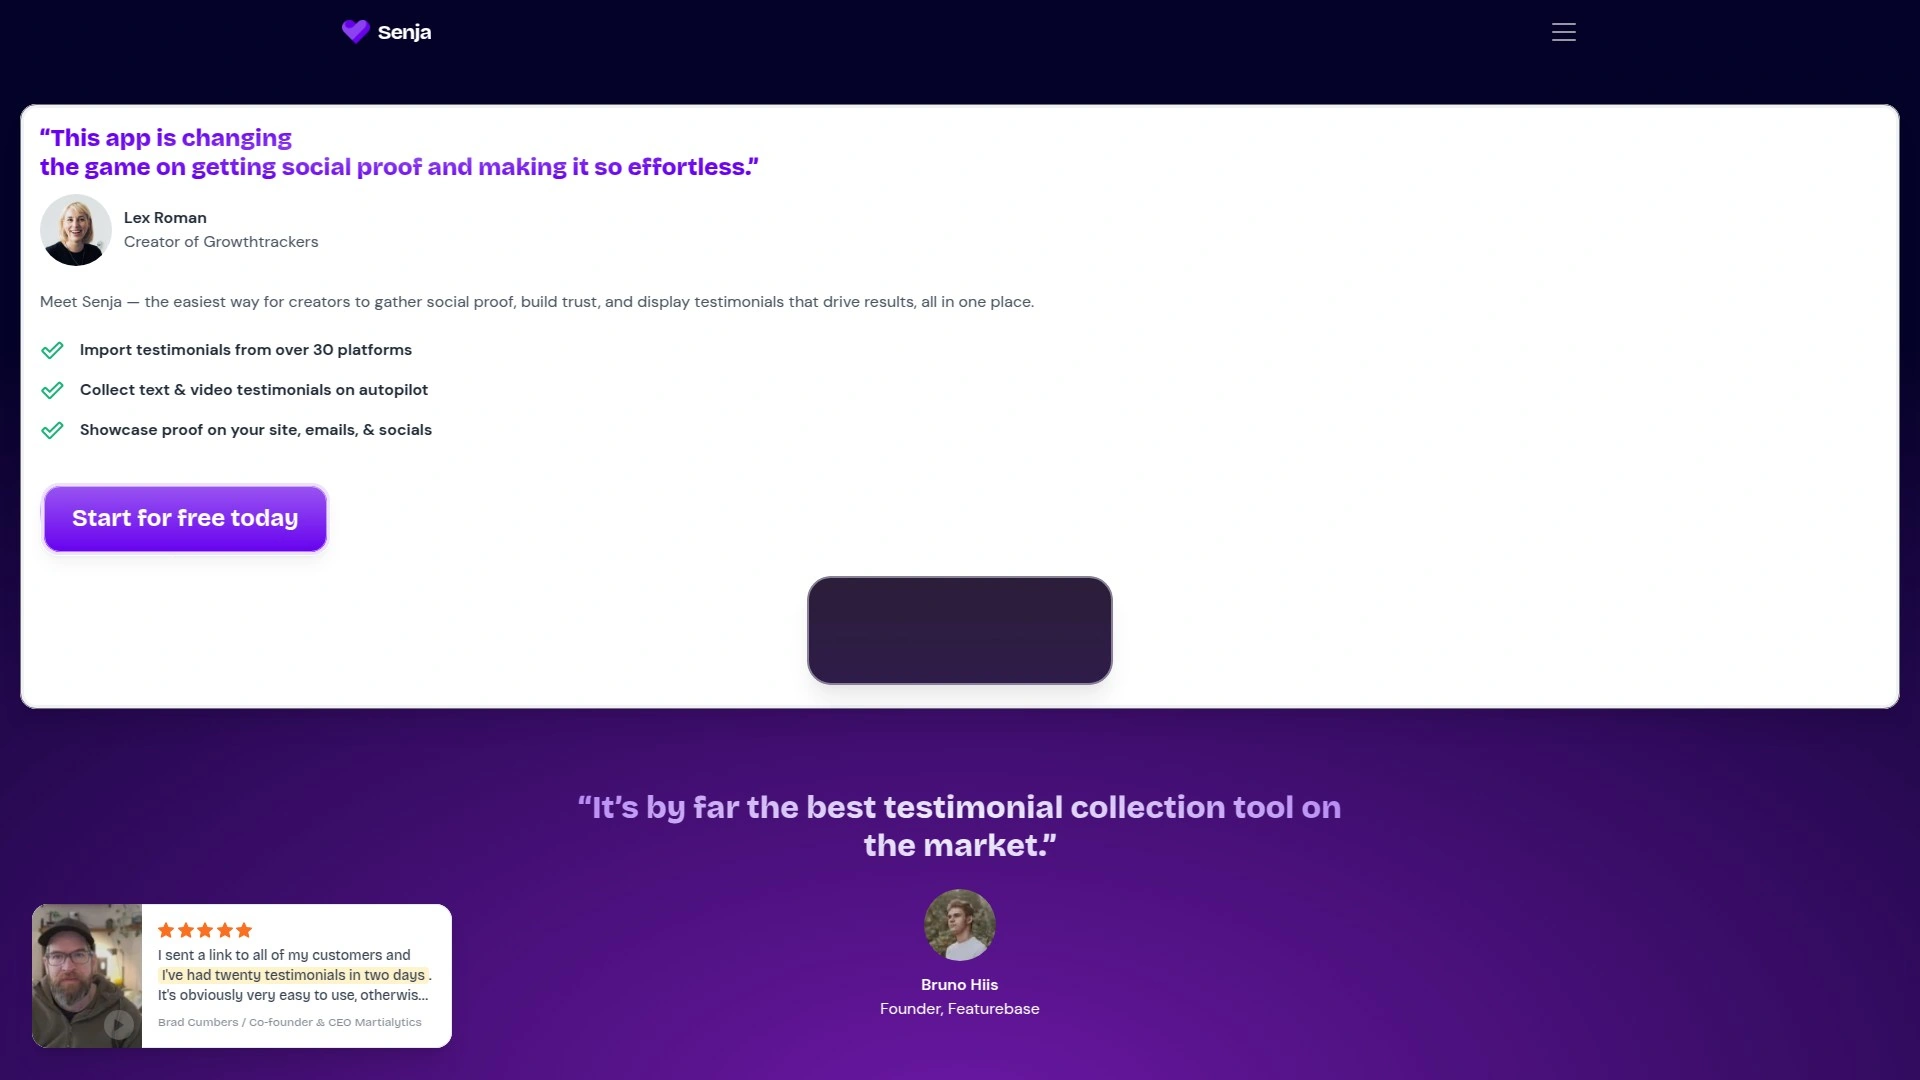 Senja
“This app is changing
the game on getting social proof and making it so effortless.”
Lex Roman
Creator of Growthtrackers
Meet Senja — the easiest way for creators to gather social proof, build trust, and display testimonials that drive results, all in one place.
Import testimonials from over 30 platforms
Collect text & video testimonials on autopilot
Showcase proof on your site, emails, & socials
Start for free today
“It’s by far the best testimonial collection tool on
the market.”
Bruno Hiis
Founder, Featurebase
I sent a link to all of my customers and
I've had twenty testimonials in two days.
It's obviously very easy to use, otherwis...
Brad Cumbers / Co-founder & CEO Martialytics